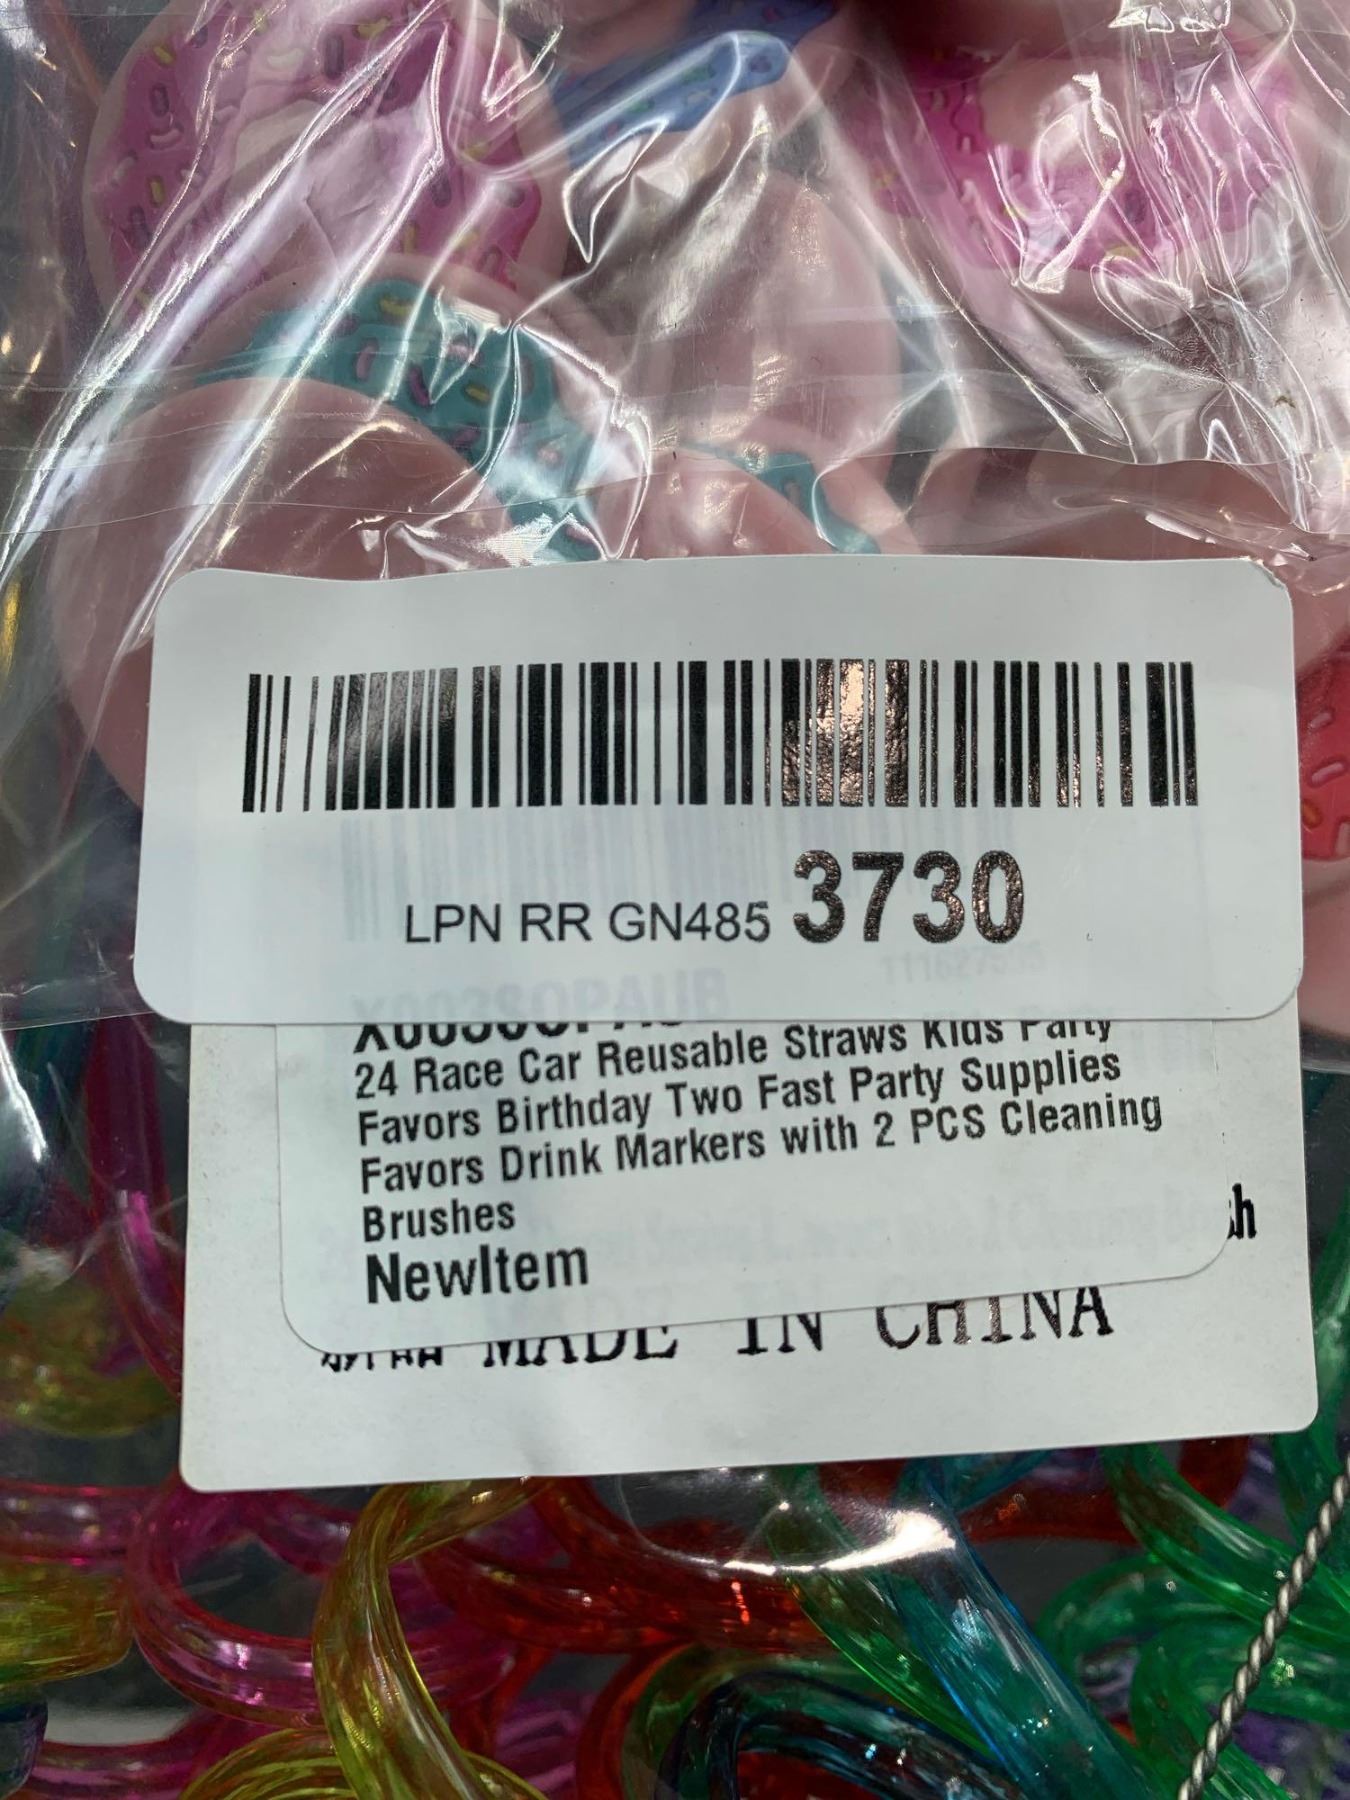 LPN RR GN485 3730
X0038OPAUB
24 Race Car Reusable Straws Kids Party
Favors Birthday Two Fast Party Supplies
Favors Drink Markers with 2 PCS Cleaning
Brushes
NewItem
MADE IN CHINA